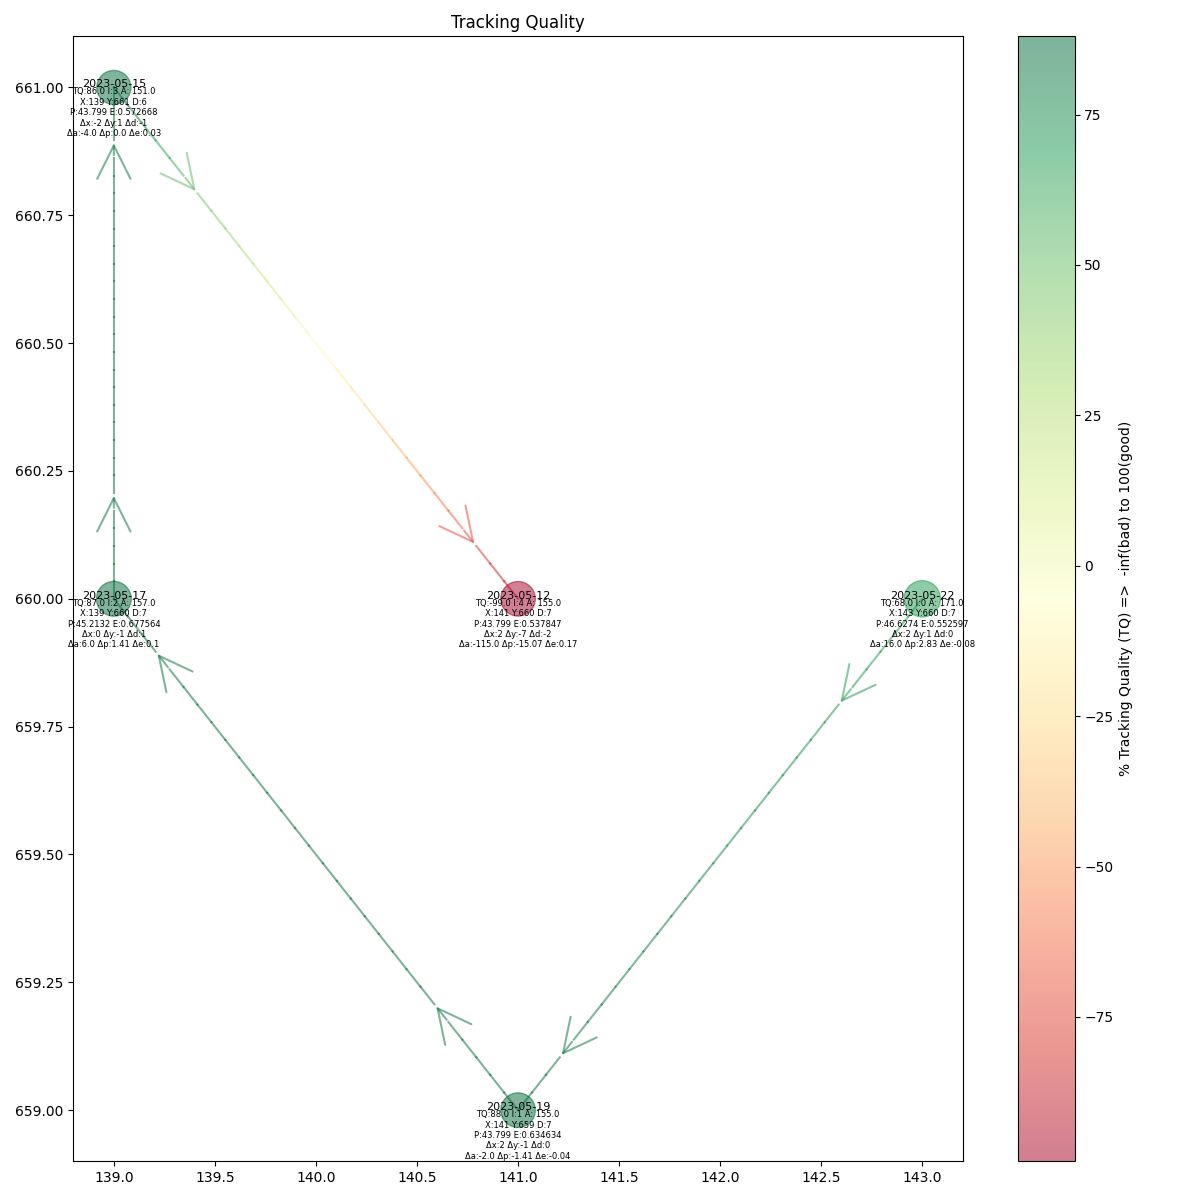 Tracking Quality
661.00
660.75
660.50
660.25
660.00
659.75
659.50
659.25
659.00
2023-05-15
TQ:86.0 I:3 A: 151.0
X:139 Y:661 D:6
P:43.799 E:0.572668
Δx:-2 Δy:1 Δd:-1
Δa:-4.0 Δp:0.0 Δe:0.03
2023-05-17
TQ:87.0 I:2 A: 157.0
X:139 Y:660 D:7
P:45.2132 E:0.677564
Δx:0 Δy:-1 Δd:1
Δa:6.0 Δp:1.41 Δe:0.1
2023-05-12
TQ:-99.0 I:4 A: 155.0
X:141 Y:660 D:7
P:43.799 E:0.537847
Δx:2 Δy:-7 Δd:-2
Δa:-115.0 Δp:-15.07 Δe:0.17
2023-05-22
TQ:68.0 I:0 A: 171.0
X:143 Y:660 D:7
P:46.6274 E:0.552597
Δx:2 Δy:1 Δd:0
Δa:16.0 Δp:2.83 Δe:-0.08
2023-05-19
TQ:88.0 I:1 A: 155.0
X:141 Y:659 D:7
P:43.799 E:0.634634
Δx:2 Δy:-1 Δd:0
Δa:-2.0 Δp:-1.41 Δe:-0.04
139.0 139.5 140.0 140.5 141.0 141.5 142.0 142.5 143.0
75
50
25
0
−25
−50
−75
% Tracking Quality (TQ) => -inf(bad) to 100(good)